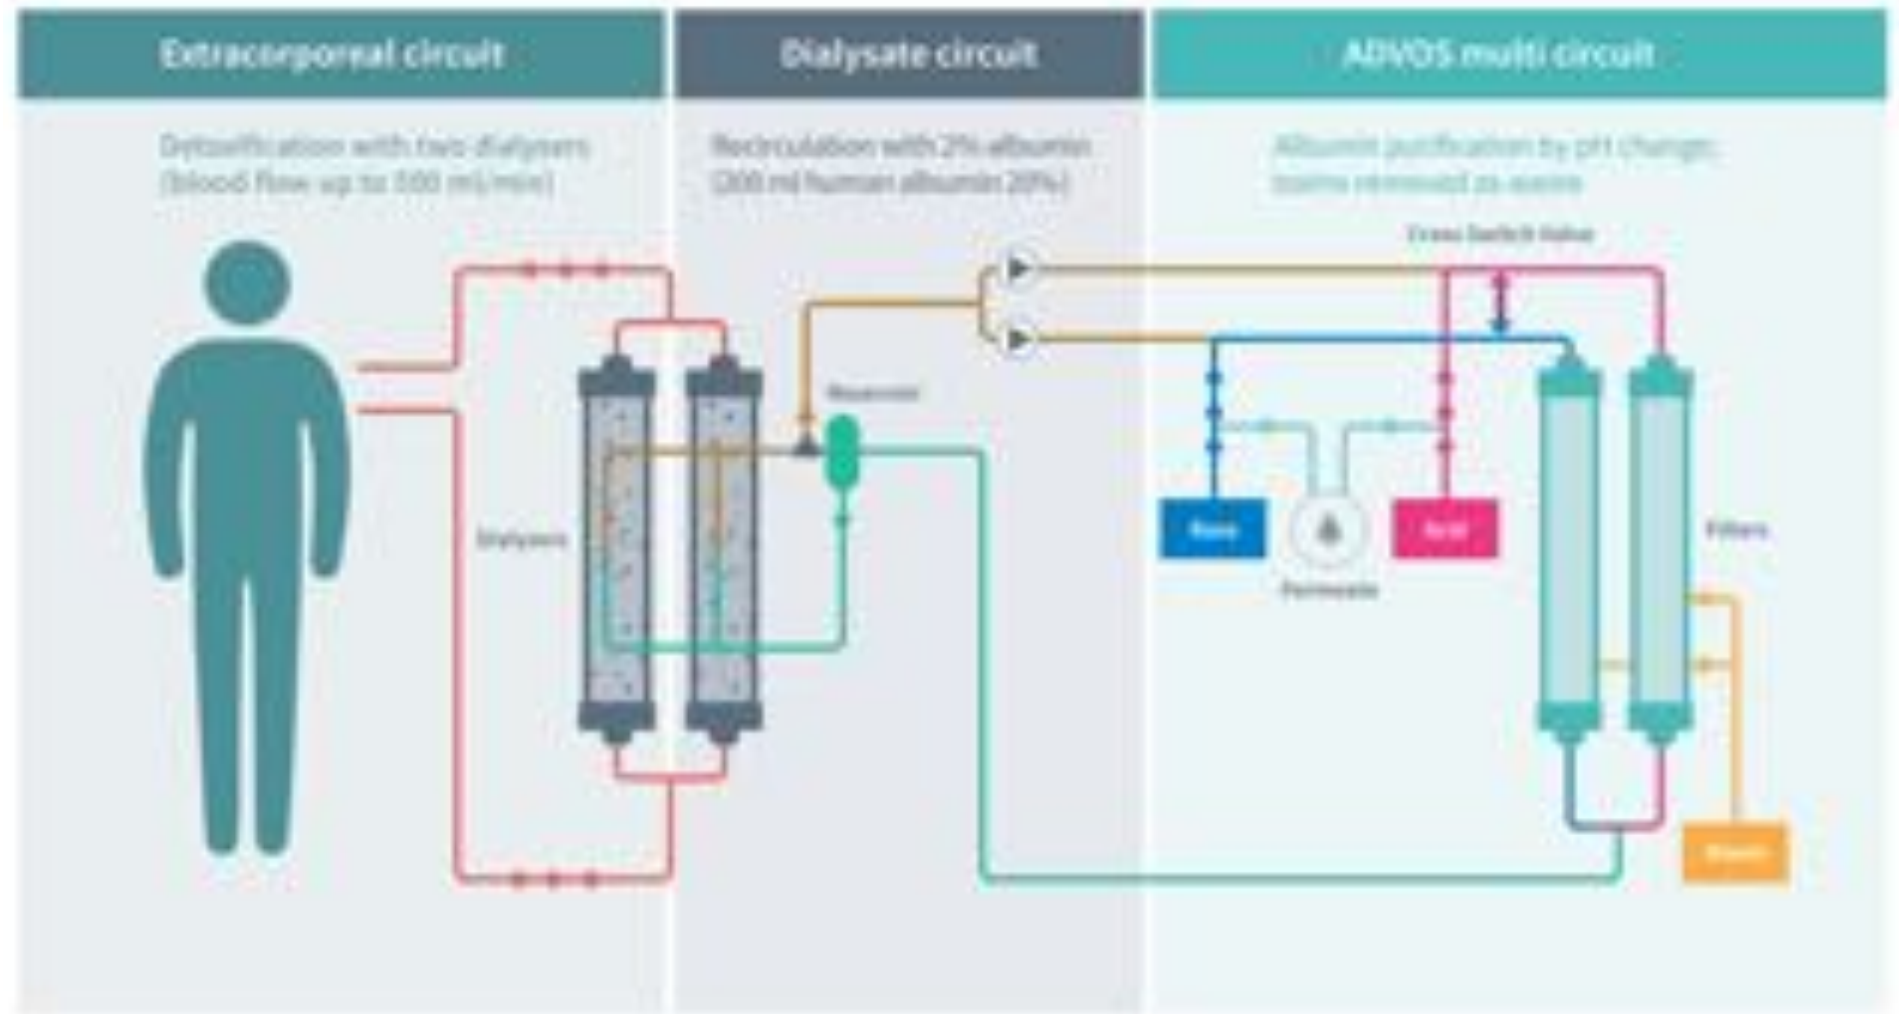 Extracorporeal circuit
Dialysate circuit
ADVOS multi circuit
Detoxification with two dialysers
(blood flow up to ml/min)
Recirculation with 2% albumin
(200 ml human albumin 20%)
Albumin purification by pH change;
toxins removed as waste
Cross Switch Valve
Reservoir
Dialysers
Base
Acid
Permeate
Filters